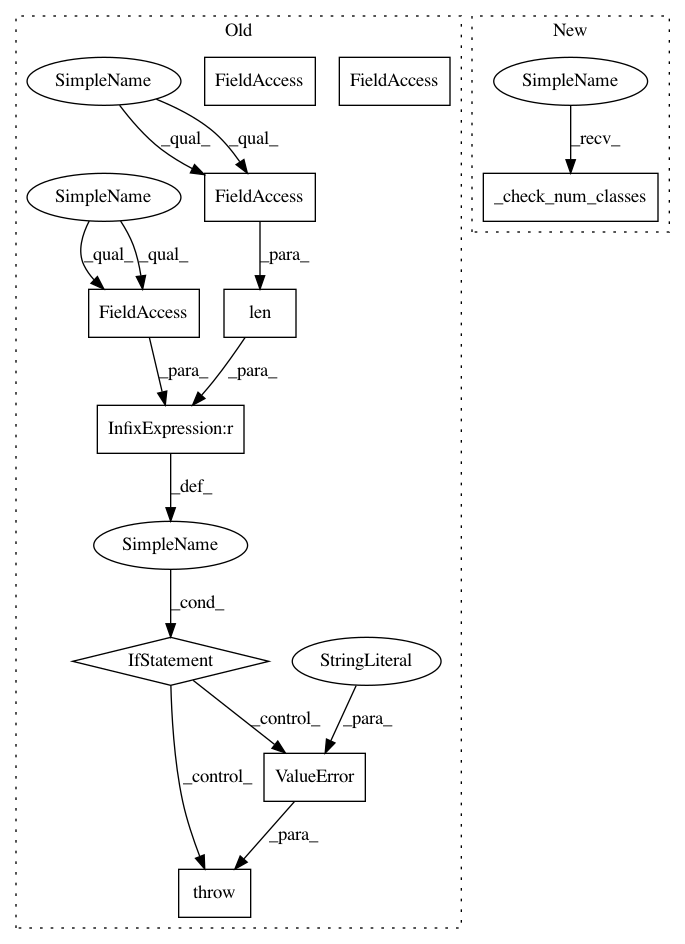 Old
New
SimpleName
FieldAccess
FieldAccess
SimpleName
_qual_
_qual_
_recv_
SimpleName
FieldAccess
_check_num_classes
_qual_
_qual_
_para_
FieldAccess
len
_para_
_para_
InfixExpression:r
_def_
SimpleName
_cond_
IfStatement
StringLiteral
_control_
_para_
_control_
ValueError
_para_
throw